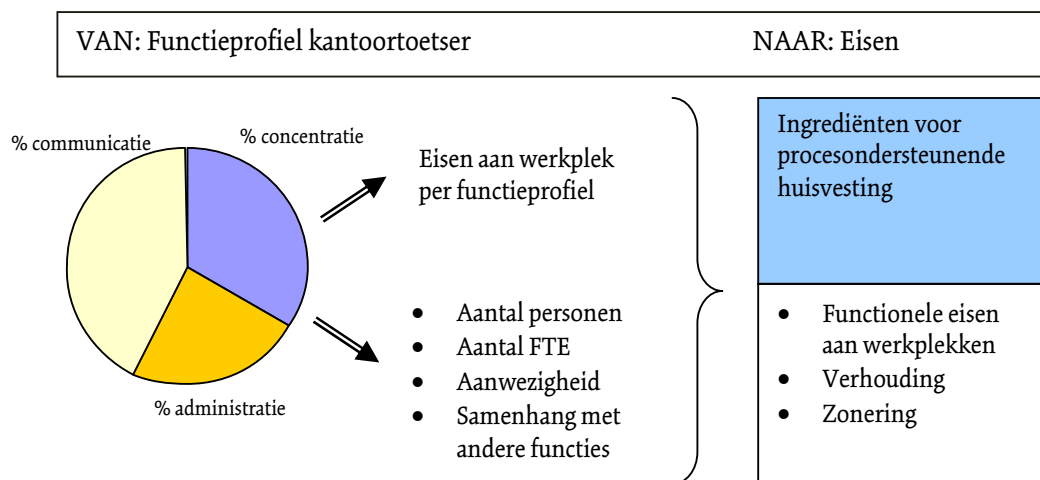 VAN: Functieprofiel kantoortoetser NAAR: Eisen
% communicatie
% concentratie
% administratie
Eisen aan werkplek
per functieprofiel
• Aantal personen
• Aantal FTE
• Aanwezigheid
• Samenhang met
andere functies
Ingrediënten voor
procesondersteunende
huisvesting
• Functionele eisen
aan werkplekken
• Verhouding
• Zonering